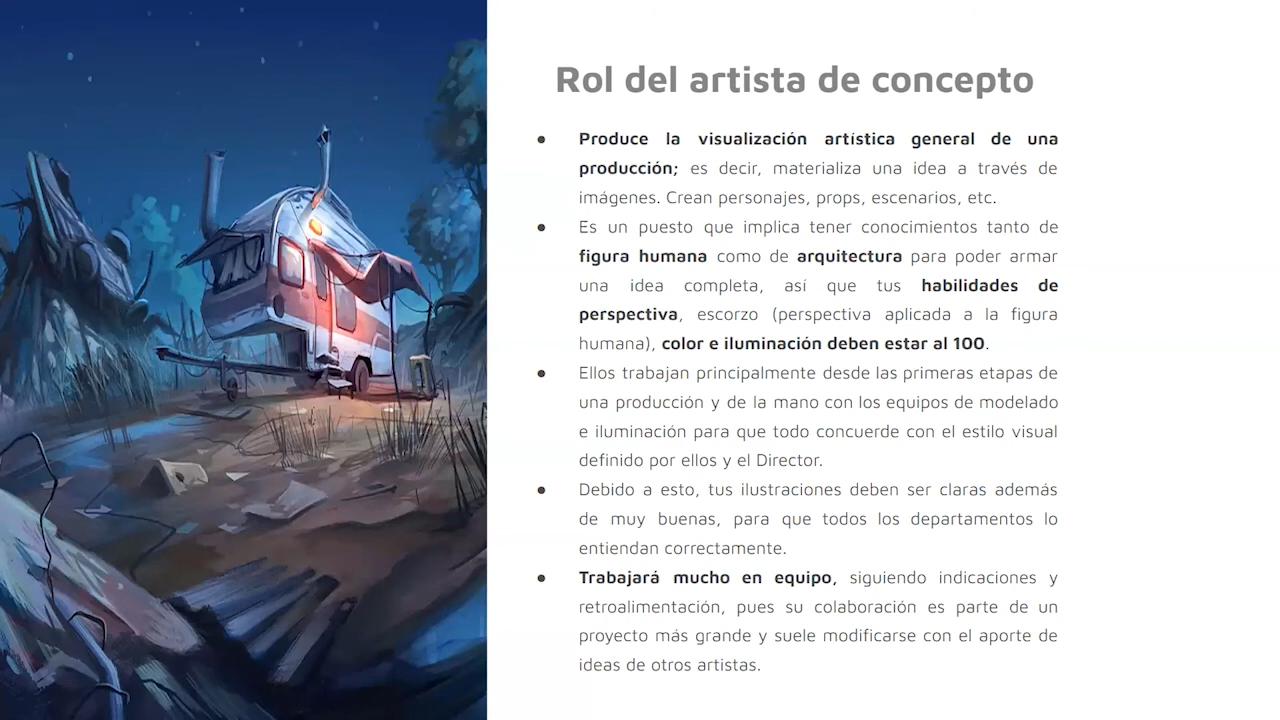 Rol del artista de concepto
● Produce la visualización artística general de una
producción; es decir, materializa una idea a través de
imágenes. Crean personajes, props, escenarios, etc.
● Es un puesto que implica tener conocimientos tanto de
figura humana como de arquitectura para poder armar
una idea completa, así que tus habilidades de
perspectiva, escorzo (perspectiva aplicada a la figura
humana), color e iluminación deben estar al 100.
● Ellos trabajan principalmente desde las primeras etapas de
una producción y de la mano con los equipos de modelado
e iluminación para que todo concuerde con el estilo visual
definido por ellos y el Director.
● Debido a esto, tus ilustraciones deben ser claras además
de muy buenas, para que todos los departamentos lo
entiendan correctamente.
● Trabajará mucho en equipo, siguiendo indicaciones y
retroalimentación, pues su colaboración es parte de un
proyecto más grande y suele modificarse con el aporte de
ideas de otros artistas.